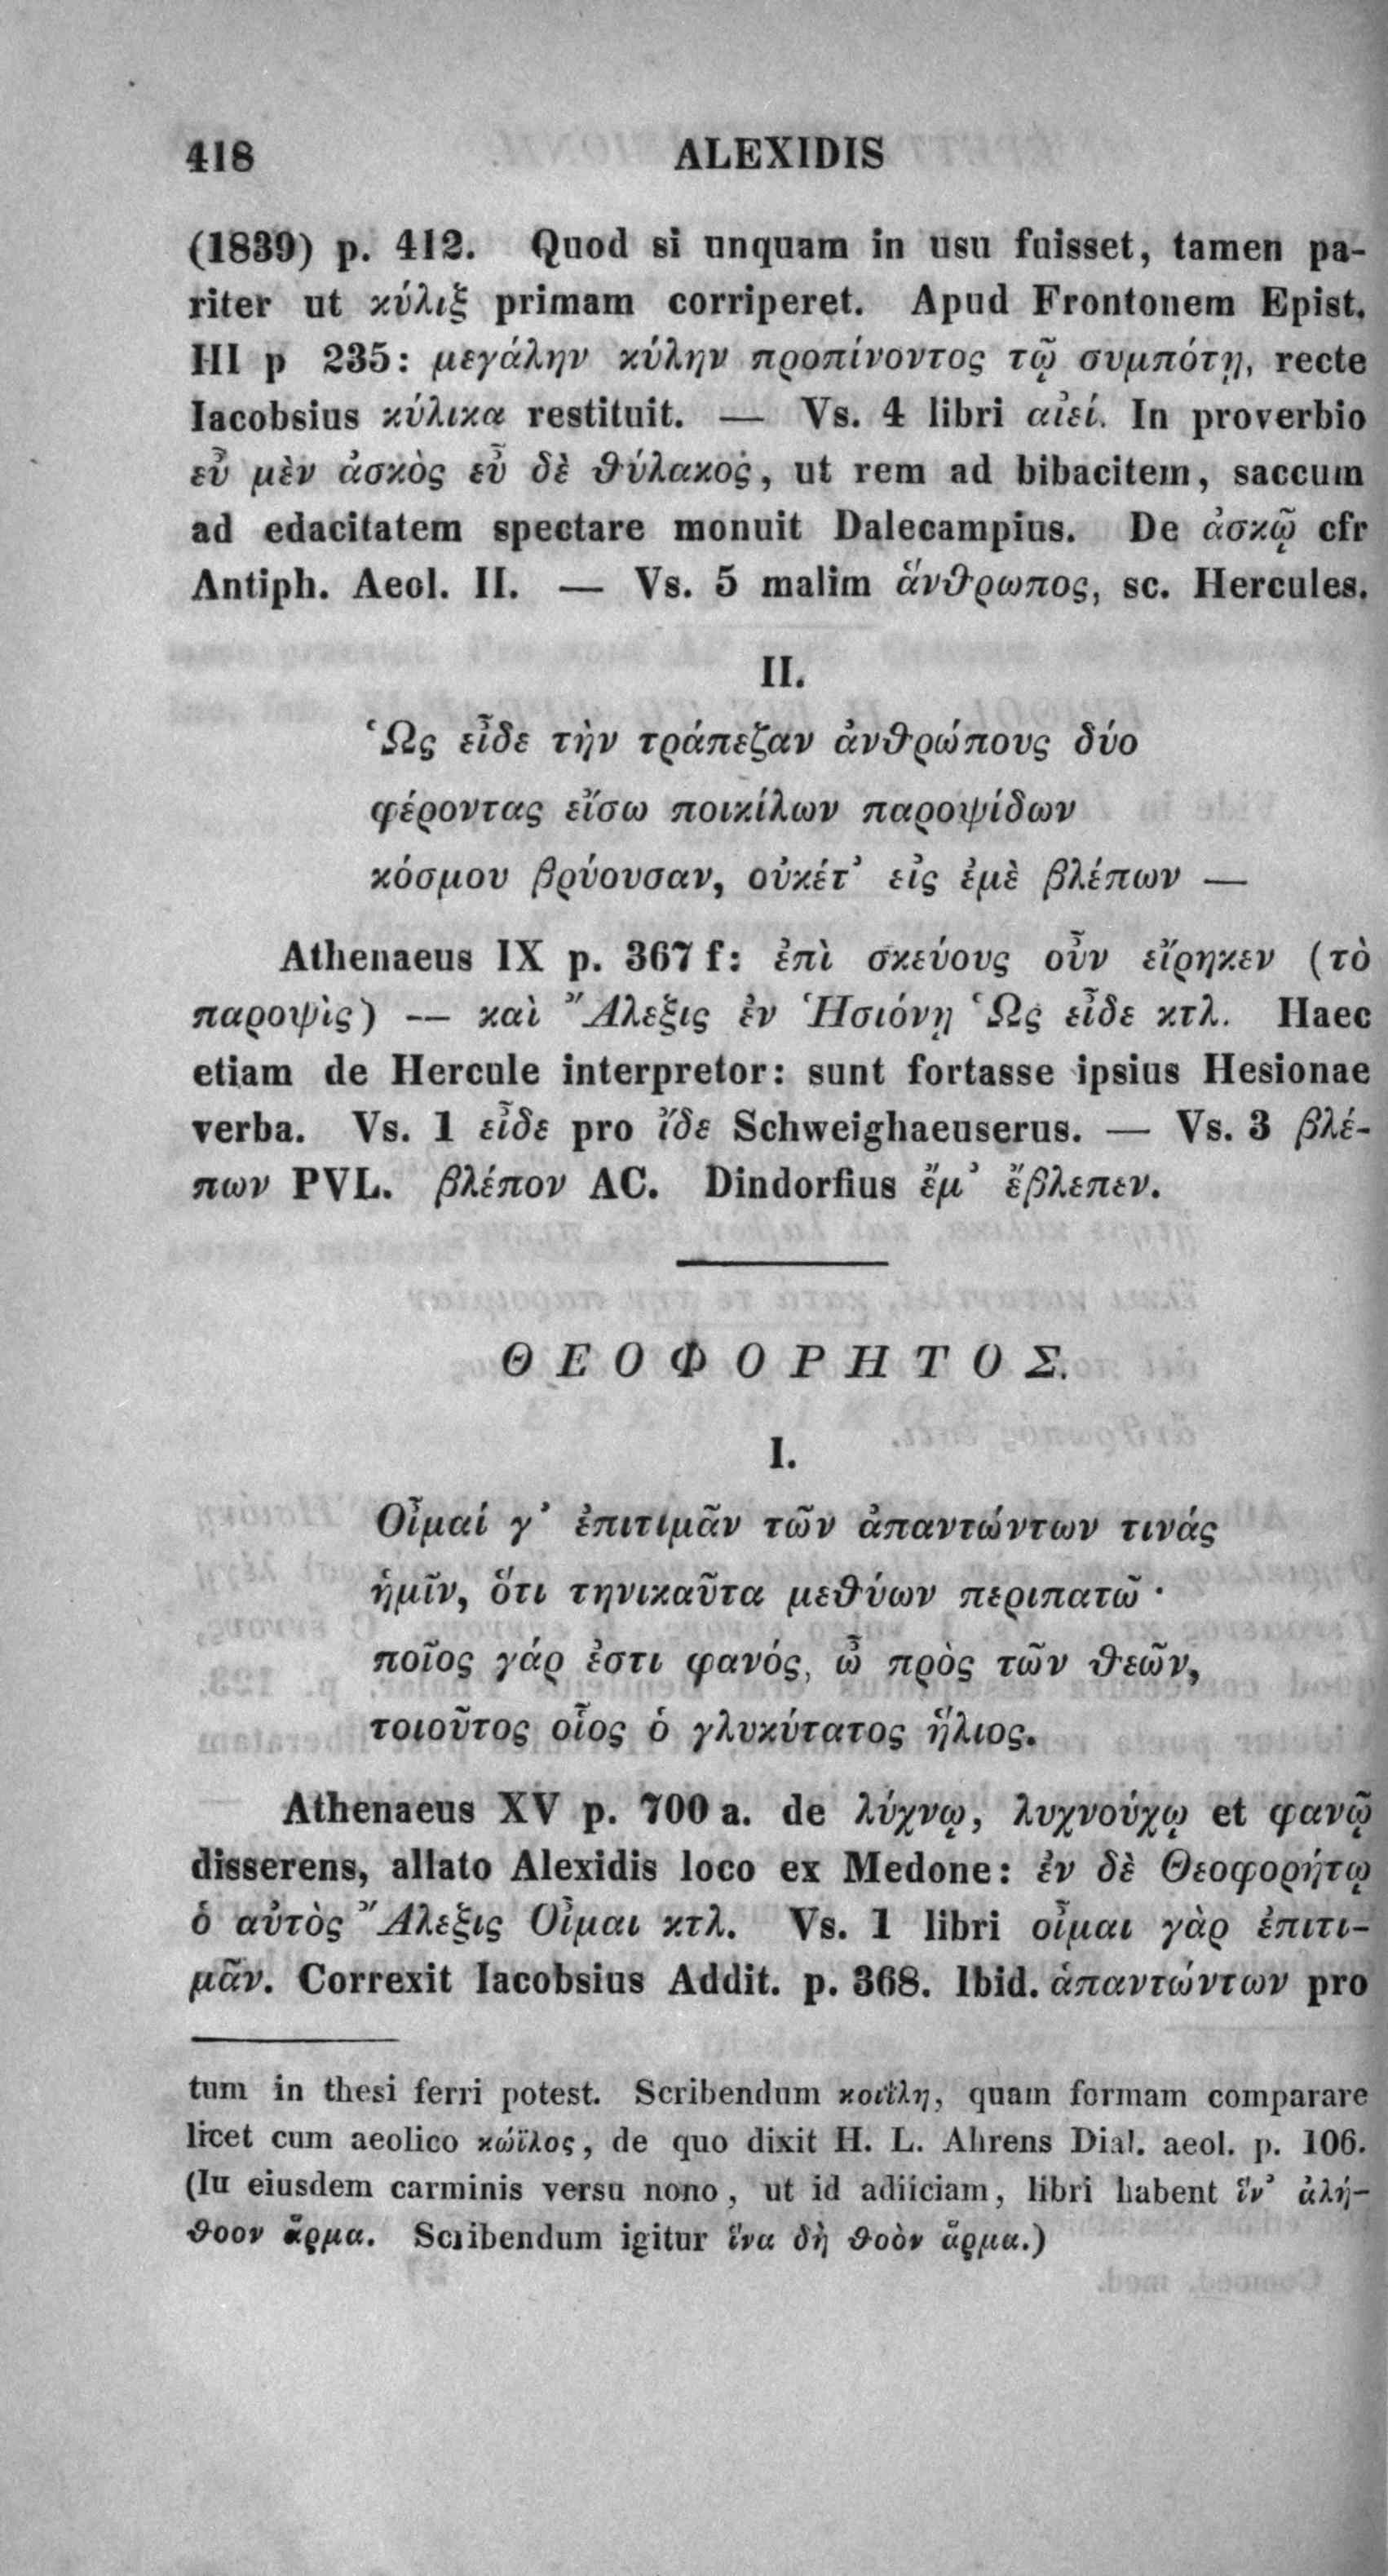 418 ALEXIDIS
(1839) p. 412. Quod si unquam in usu fuisset, tamen pa-
riter ut κύλιξ primam corriperet. Apud Frontonem Epist.
III p 235: μεγάλην κύλην προπίνοντος τῷ συμπότῃ, recte
Iacobsius κύλικα restituit. — Vs. 4 libri αἰεί. In proverbio
εὖ μὲν ἀσκὸς εὖ δὲ θύλακος, ut rem ad bibacitem, saccum
ad edacitatem spectare monuit Dalecampius. De ἀσκῷ cfr
Antiph. Aeol. II. — Vs. 5 malim ἅνθρωπος, sc. Hercules.
II.
Ὡς εἶδε τὴν τράπεζαν ἀνθρώπους δύο
φέροντας εἴσω ποικίλων παροψίδων
κόσμου βρύουσαν, οὐκέτ᾽ εἰς ἐμὲ βλέπων —
Athenaeus IX p. 367 f: ἐπὶ σκεύους οὖν εἴρηκεν (τὸ
παροψὶς) — καὶ Ἄλεξις ἐν Ἡσιόνῃ Ὡς εἶδε κτλ. Haec
etiam de Hercule interpretor: sunt fortasse ipsius Hesionae
verba. Vs. 1 εἶδε pro ἴδε Schweighaeuserus. — Vs. 3 βλέ-
πων PVL. βλέπον AC. Dindorfius ἔμ᾽ ἔβλεπεν.
ΘΕΟΦΟΡΗΤΟΣ.
I.
Οἶμαί γ᾽ ἐπιτιμᾶν τῶν ἀπαντώντων τινάς
ἡμῖν, ὅτι τηνικαῦτα μεθύων περιπατῶ·
ποῖος γάρ ἐστι φανός, ὦ πρὸς τῶν θεῶν,
τοιοῦτος οἷος ὁ γλυκύτατος ἥλιος.
Athenaeus XV p. 700 a. de λύχνῳ, λυχνούχῳ et φανῷ
disserens, allato Alexidis loco ex Medone: ἐν δὲ Θεοφορήτῳ
ὁ αὐτὸς Ἄλεξις Οἶμαι κτλ. Vs. 1 libri οἶμαι γὰρ ἐπιτι-
μᾶν. Correxit Iacobsius Addit. p. 368. Ibid. ἀπαντώντων pro
tum in thesi ferri potest. Scribendum κοΐλη, quam formam comparare
licet cum aeolico κώϊλος, de quo dixit H. L. Ahrens Dial. aeol. p. 106.
(In eiusdem carminis versu nono, ut id adiiciam, libri habent ἵν᾽ ἀλή-
θοον ἅρμα. Scribendum igitur ἵνα δὴ θοὸν ἅρμα.)